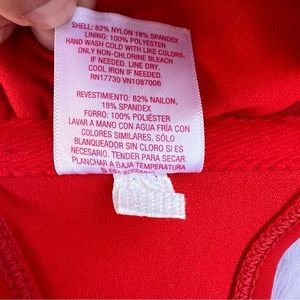 SHELL: 82% NYLON 18% SPANDEX
LINING: 100% POLYESTER
HAND WASH COLD WITH LIKE COLORS.
ONLY NON-CHLORINE BLEACH
IF NEEDED. LINE DRY.
COOL IRON IF NEEDED.
RN17730 VN1087006
REVESTIMIENTO: 82% NAILON,
18% SPANDEX
FORRO: 100% POLIÉSTER
LAVAR A MANO CON AGUA FRÍA CON
COLORES SIMILARES. SÓLO
BLANQUEADOR SIN CLORO SI ES
NECESARIO. TENDER PARA SECAR.
PLANCHAR A BAJA TEMPERATURA
SI ES NECESARIO.